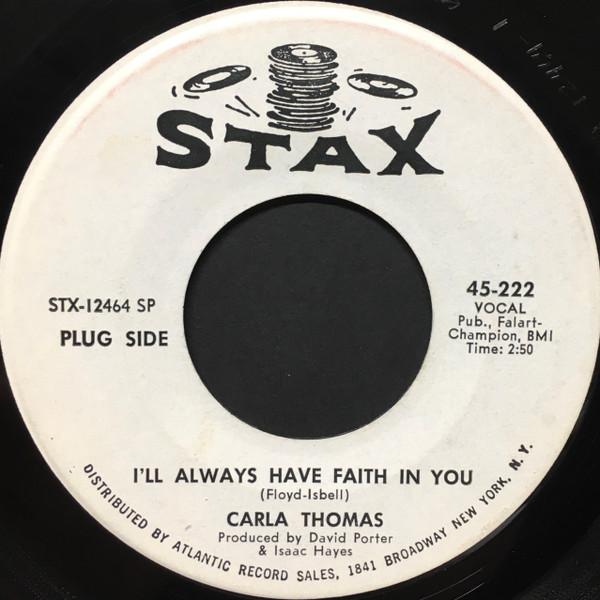 STAX
STX-12464 SP
PLUG SIDE
45-222
VOCAL
Pub., Falart-
Champion, BMI
Time: 2:50
I'LL ALWAYS HAVE FAITH IN YOU
(Floyd-Isbell)
CARLA THOMAS
Produced by David Porter
& Isaac Hayes
DISTRIBUTED BY ATLANTIC RECORD SALES, 1841 BROADWAY NEW YORK, N. Y.